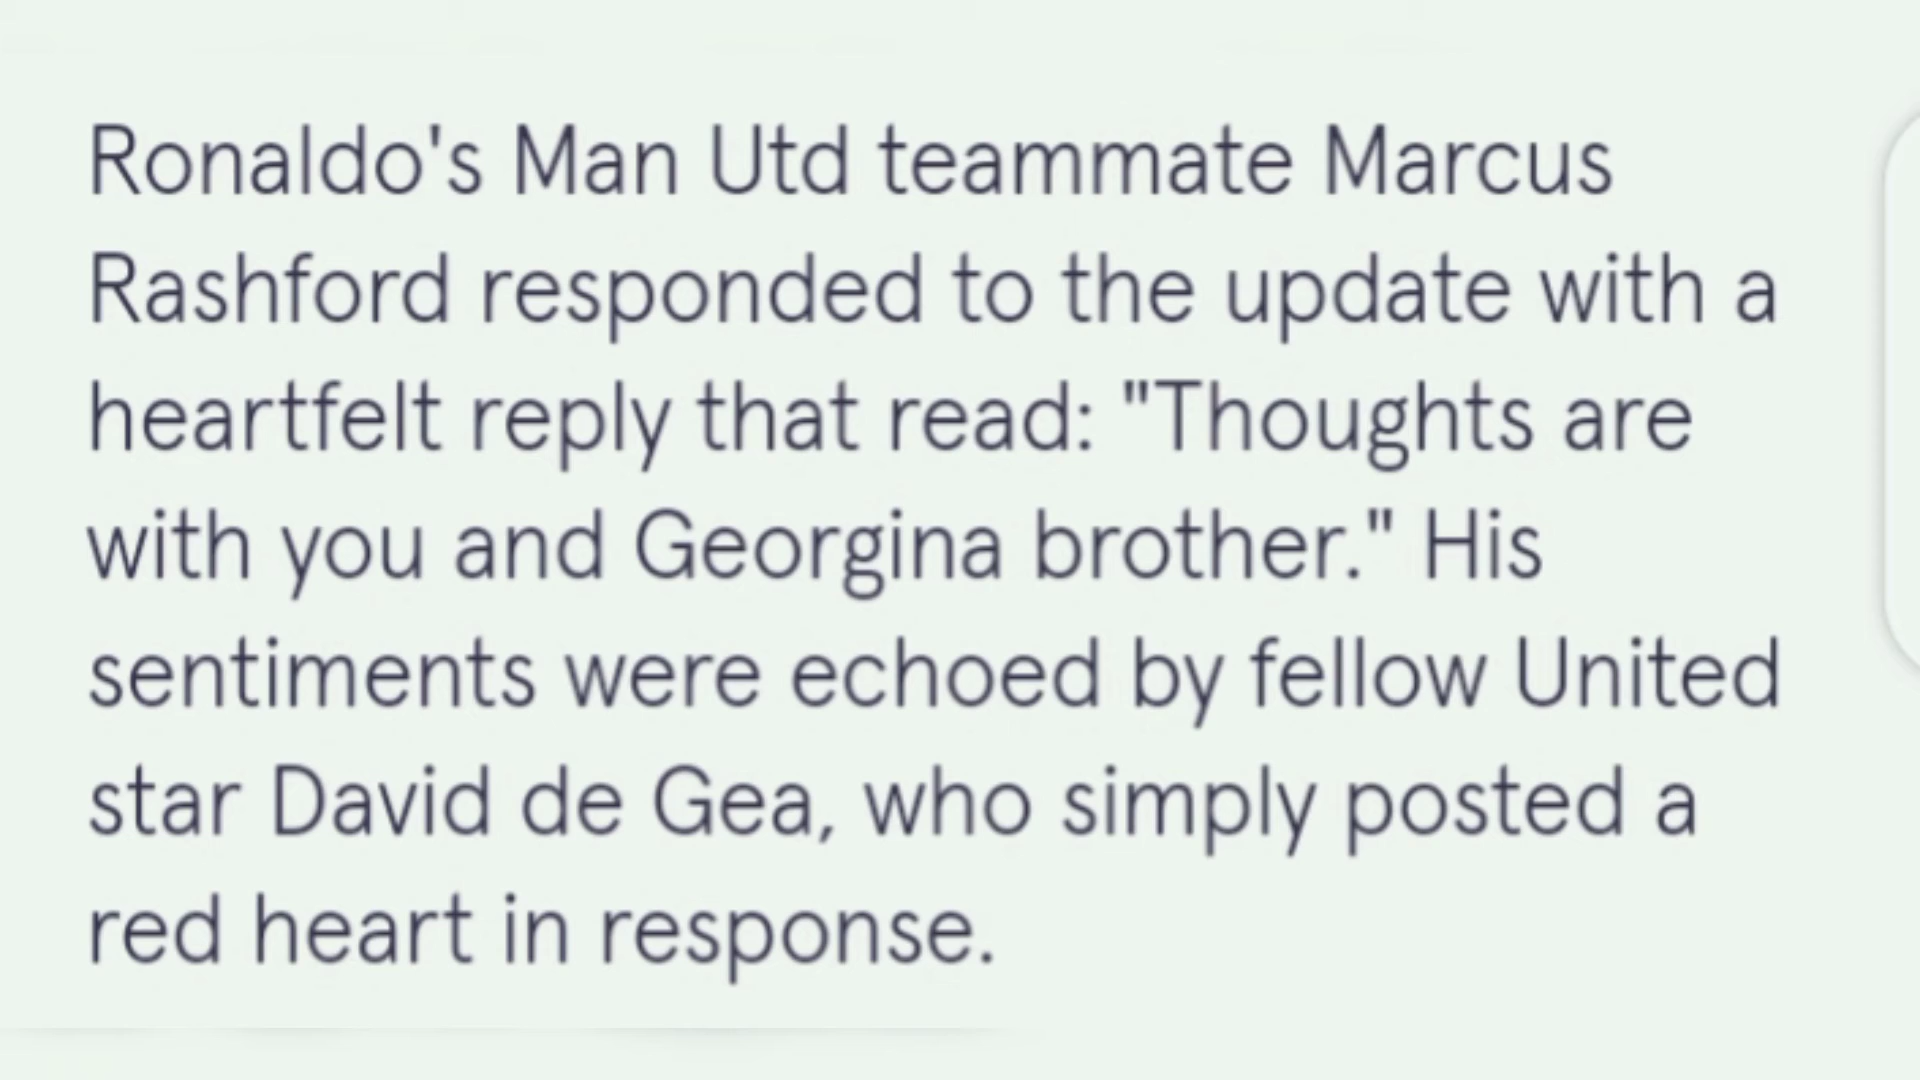 Ronaldo's Man Utd teammate Marcus
Rashford responded to the update with a
heartfelt reply that read: "Thoughts are
with you and Georgina brother." His
sentiments were echoed by fellow United
star David de Gea, who simply posted a
red heart in response.